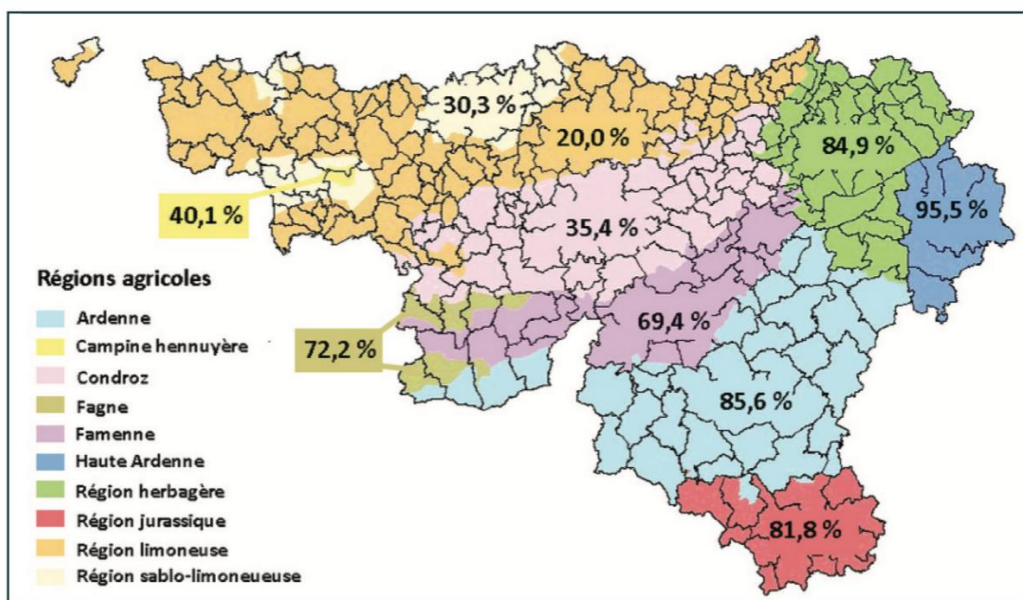 30,3 %
20,0 %
84,9 %
40,1 %
35,4 %
95,5 %
Régions agricoles
Ardenne
Campine hennuyère
Condroz
Fagne
Famenne
Haute Ardenne
Région herbagère
Région jurassique
Région limoneuse
Région sablo-limoneueuse
72,2 %
69,4 %
85,6 %
81,8 %